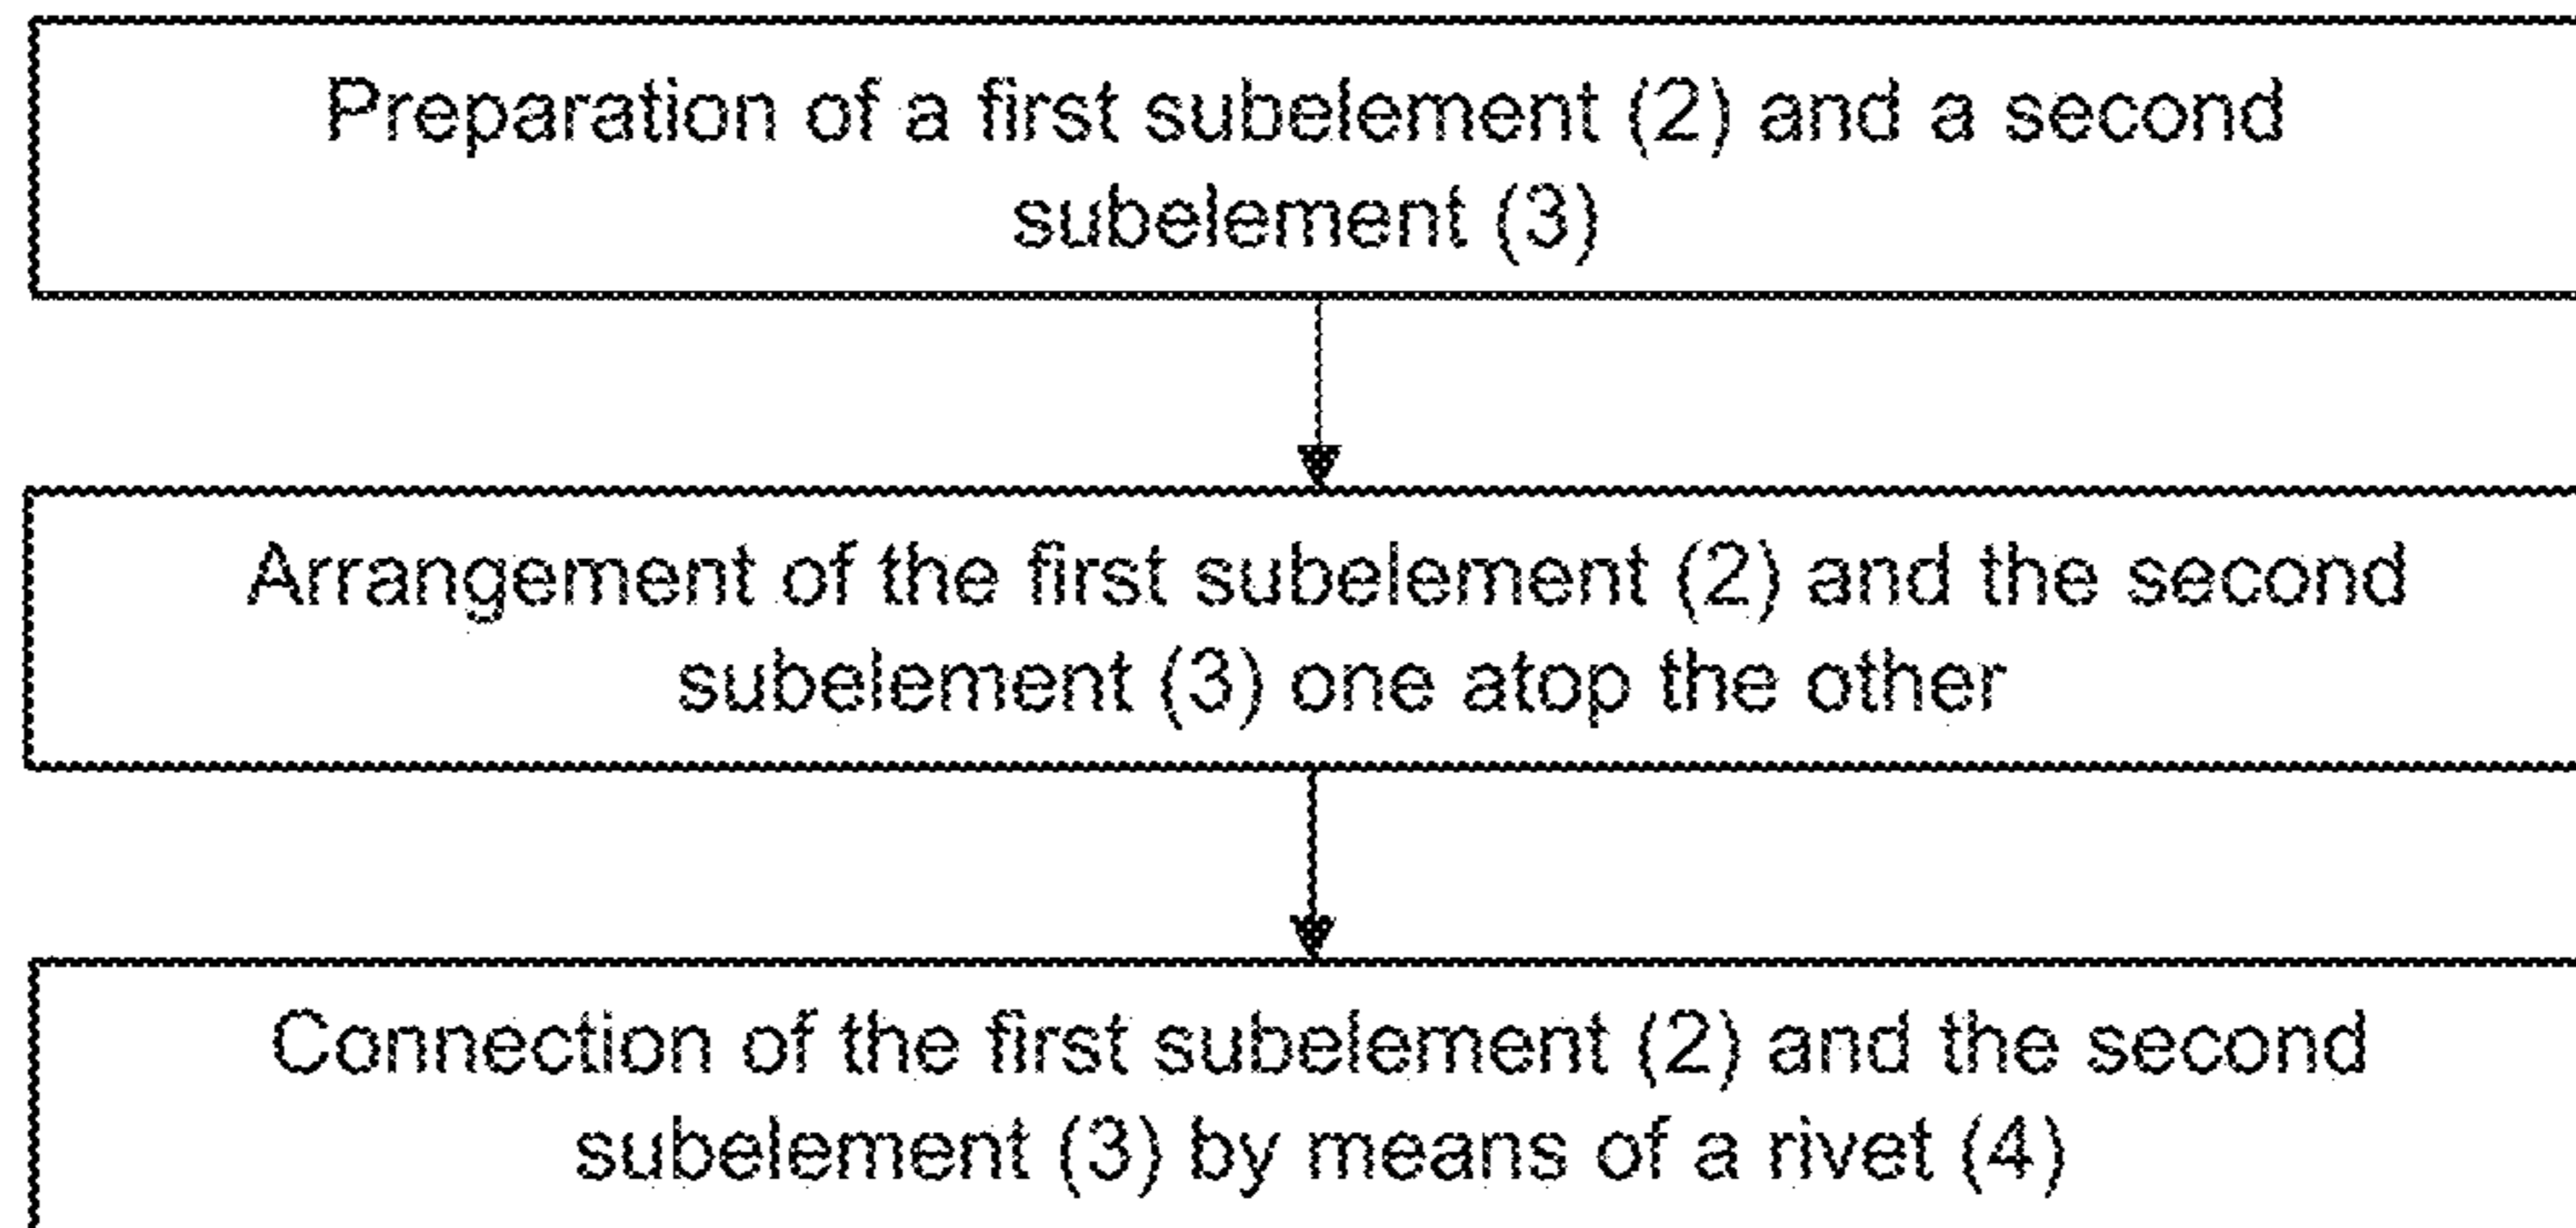 Preparation of a first subelement (2) and a second
subelement (3)
Arrangement of the first subelement (2) and the second
subelement (3) one atop the other
Connection of the first subelement (2) and the second
subelement (3) by means of a rivet (4)